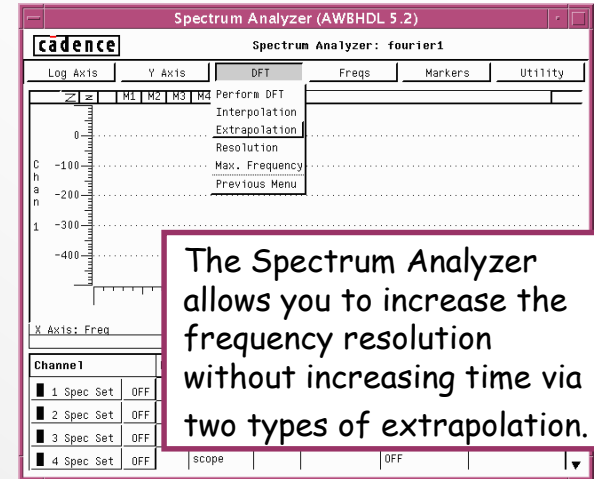 Spectrum Analyzer (AWBHDL 5.2)
cadence Spectrum Analyzer: fourier1
Log Axis Y Axis DFT Freqs Markers Utility
Z z M1 M2 M3 M4
Perform DFT
Interpolation
Extrapolation
Resolution
Max. Frequency
Previous Menu
0
-100
-200
-300
-400
Chan 1
X Axis: Freq
The Spectrum Analyzer
allows you to increase the
frequency resolution
without increasing time via
two types of extrapolation.
Channel
1 Spec Set OFF
2 Spec Set OFF
3 Spec Set OFF
4 Spec Set OFF scope OFF